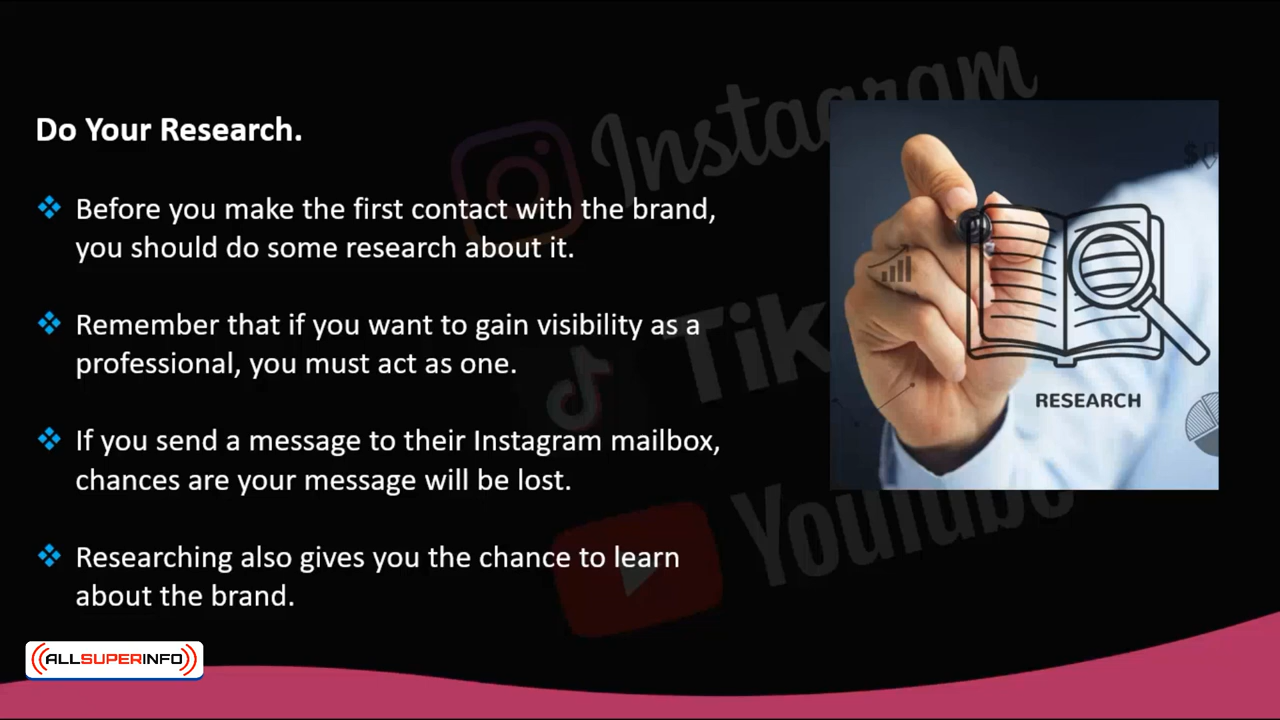 Do Your Research.
Before you make the first contact with the brand,
you should do some research about it.
Remember that if you want to gain visibility as a
professional, you must act as one.
If you send a message to their Instagram mailbox,
chances are your message will be lost.
Researching also gives you the chance to learn
about the brand.
Instagram
Tik
Youtube
$
RESEARCH
ALLSUPERINFO